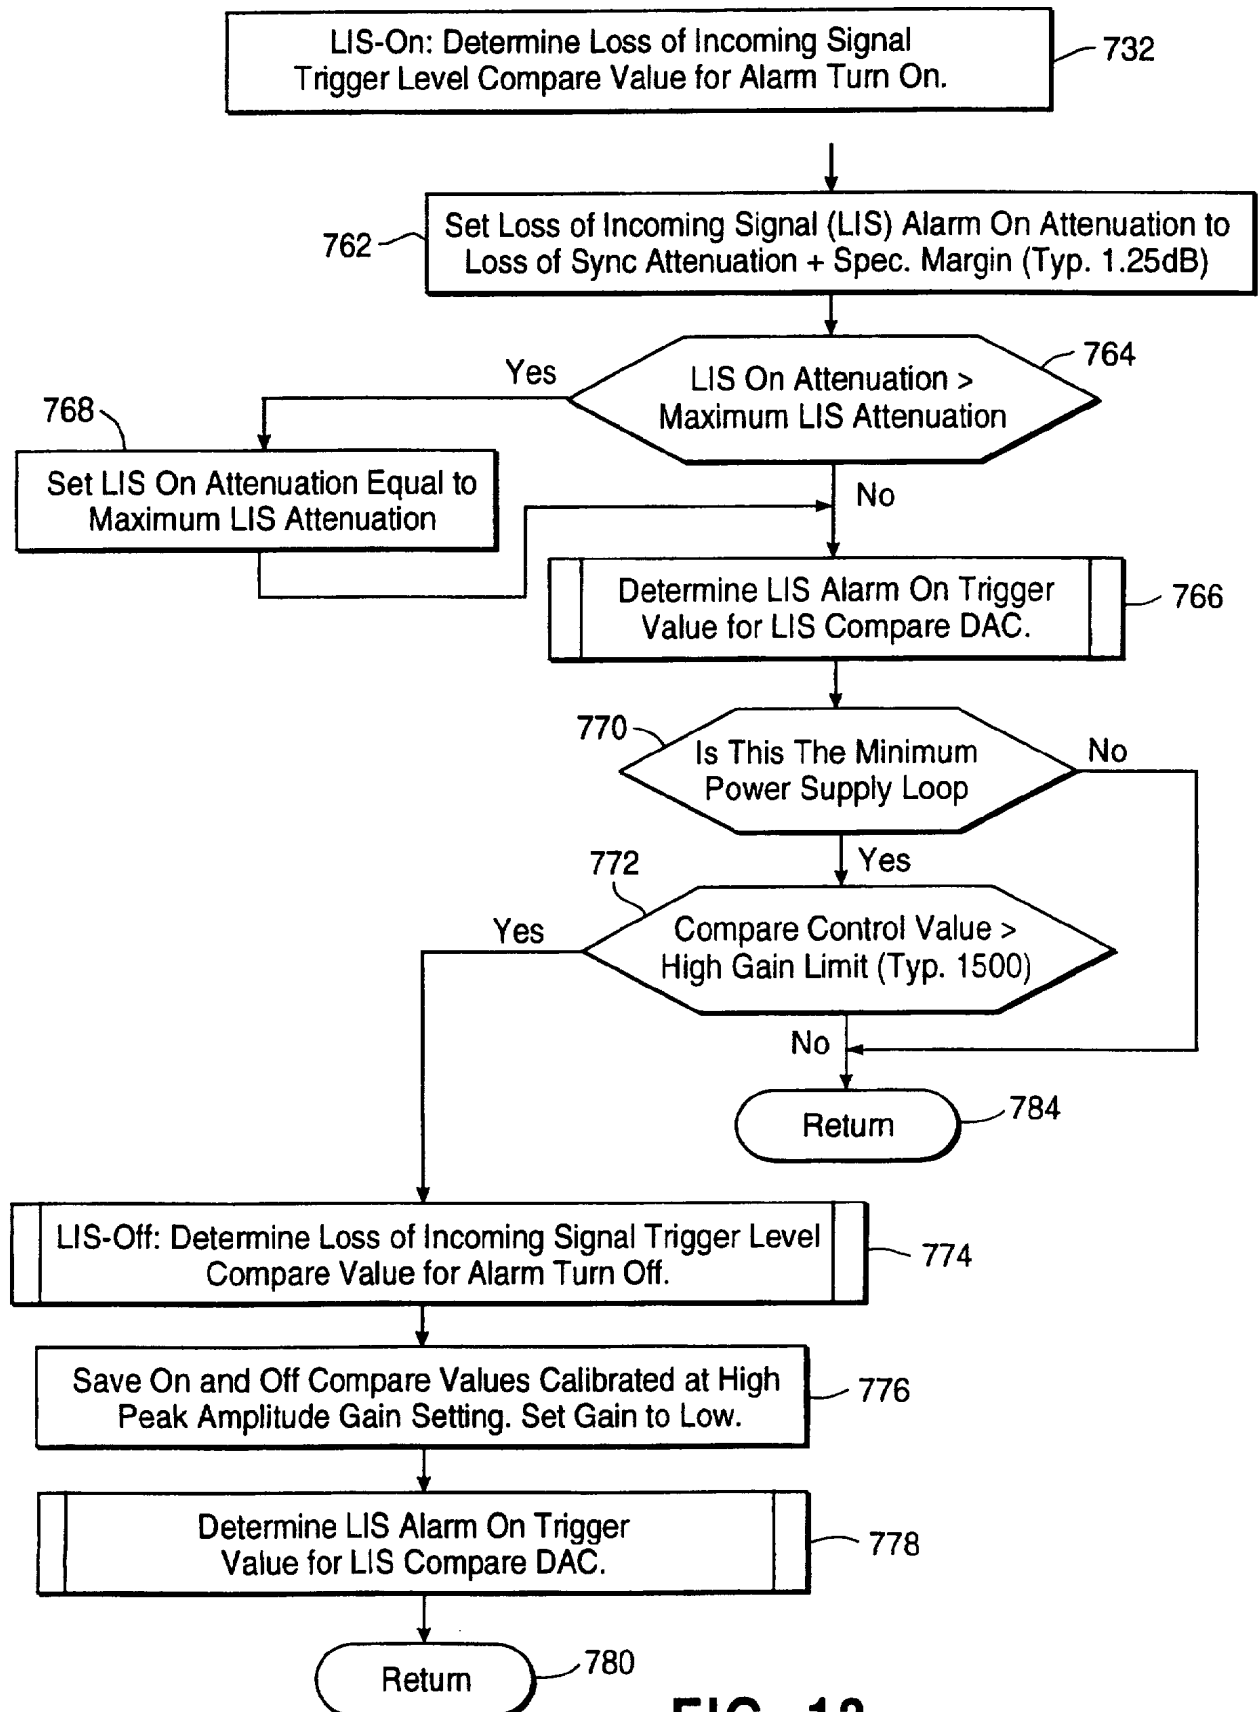 LIS-On: Determine Loss of Incoming Signal
Trigger Level Compare Value for Alarm Turn On.
732
Set Loss of Incoming Signal (LIS) Alarm On Attenuation to
Loss of Sync Attenuation + Spec. Margin (Typ. 1.25dB)
762
LIS On Attenuation >
Maximum LIS Attenuation
764
Yes
No
768
Set LIS On Attenuation Equal to
Maximum LIS Attenuation
Determine LIS Alarm On Trigger
Value for LIS Compare DAC.
766
770
Is This The Minimum
Power Supply Loop
No
Yes
772
Compare Control Value >
High Gain Limit (Typ. 1500)
Yes
No
Return
784
LIS-Off: Determine Loss of Incoming Signal Trigger Level
Compare Value for Alarm Turn Off.
774
Save On and Off Compare Values Calibrated at High
Peak Amplitude Gain Setting. Set Gain to Low.
776
Determine LIS Alarm On Trigger
Value for LIS Compare DAC.
778
Return
780
FIG.